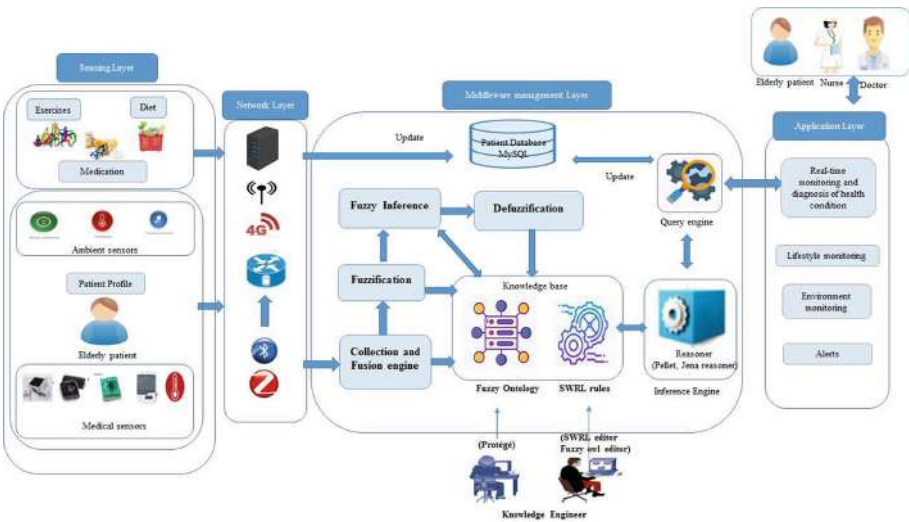 Sensing Layer
Exercises
Diet
Medication
Ambient sensors
Patient Profile
Elderly patient
Medical sensors
Network Layer
4G
Middleware management Layer
Update
Patient Database
MySQL
Update
Query engine
Fuzzy Inference
Defuzzification
Fuzzification
Collection and
Fusion engine
Knowledge base
Fuzzy Ontology
SWRL rules
Reasoner
(Pellet, Jena reasoner)
Inference Engine
(Protégé)
(SWRL editor
Fuzzy owl editor)
Knowledge Engineer
Elderly patient
Nurse
Doctor
Application Layer
Real-time
monitoring and
diagnosis of health
condition
Lifestyle monitoring
Environment
monitoring
Alerts